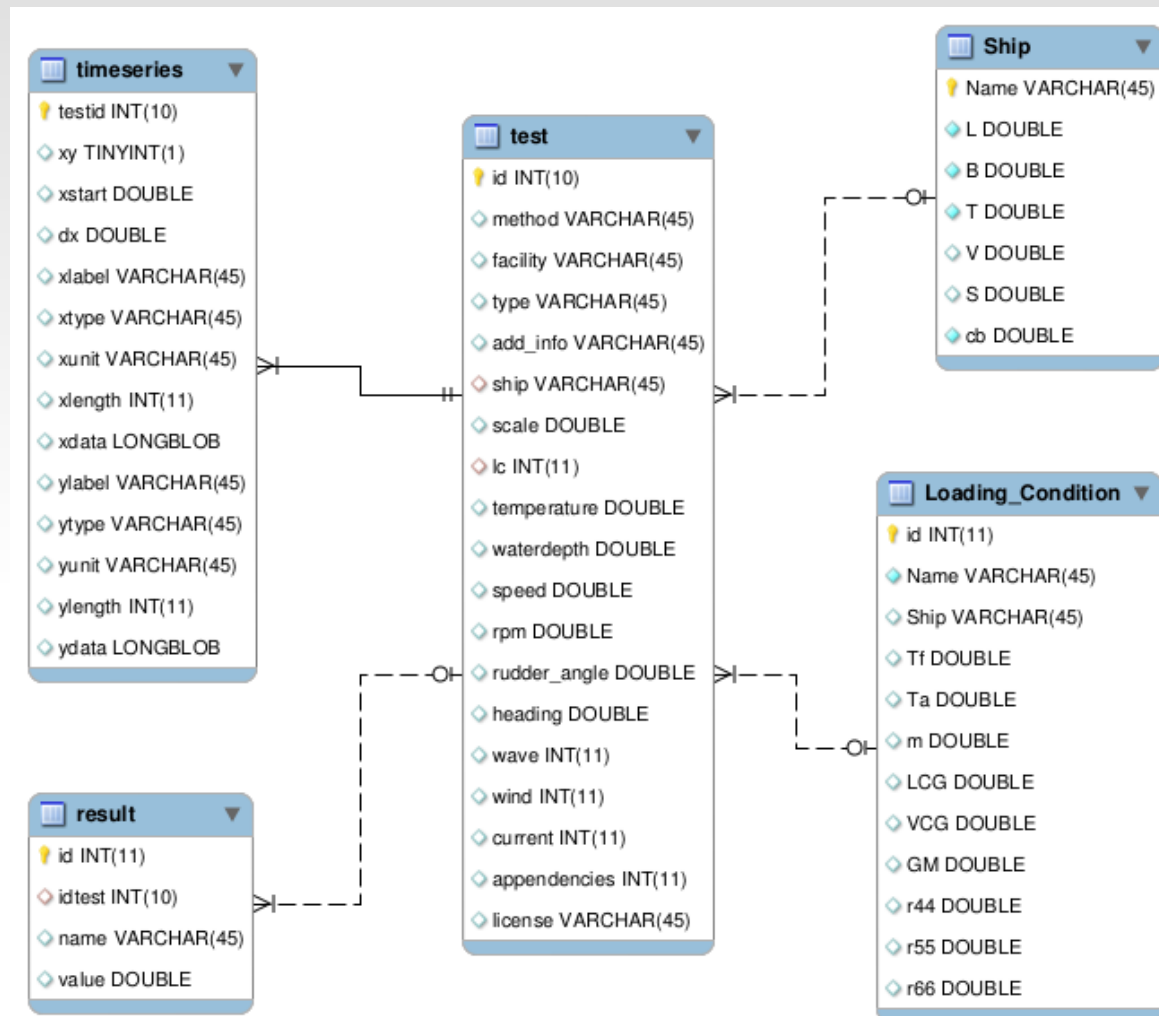 timeseries
testid INT(10)
xy TINYINT(1)
xstart DOUBLE
dx DOUBLE
xlabel VARCHAR(45)
xtype VARCHAR(45)
xunit VARCHAR(45)
xlength INT(11)
xdata LONGBLOB
ylabel VARCHAR(45)
ytype VARCHAR(45)
yunit VARCHAR(45)
ylength INT(11)
ydata LONGBLOB
result
id INT(11)
idtest INT(10)
name VARCHAR(45)
value DOUBLE
test
id INT(10)
method VARCHAR(45)
facility VARCHAR(45)
type VARCHAR(45)
add_info VARCHAR(45)
ship VARCHAR(45)
scale DOUBLE
lc INT(11)
temperature DOUBLE
waterdepth DOUBLE
speed DOUBLE
rpm DOUBLE
rudder_angle DOUBLE
heading DOUBLE
wave INT(11)
wind INT(11)
current INT(11)
appendencies INT(11)
license VARCHAR(45)
Ship
Name VARCHAR(45)
L DOUBLE
B DOUBLE
T DOUBLE
V DOUBLE
S DOUBLE
cb DOUBLE
Loading_Condition
id INT(11)
Name VARCHAR(45)
Ship VARCHAR(45)
Tf DOUBLE
Ta DOUBLE
m DOUBLE
LCG DOUBLE
VCG DOUBLE
GM DOUBLE
r44 DOUBLE
r55 DOUBLE
r66 DOUBLE